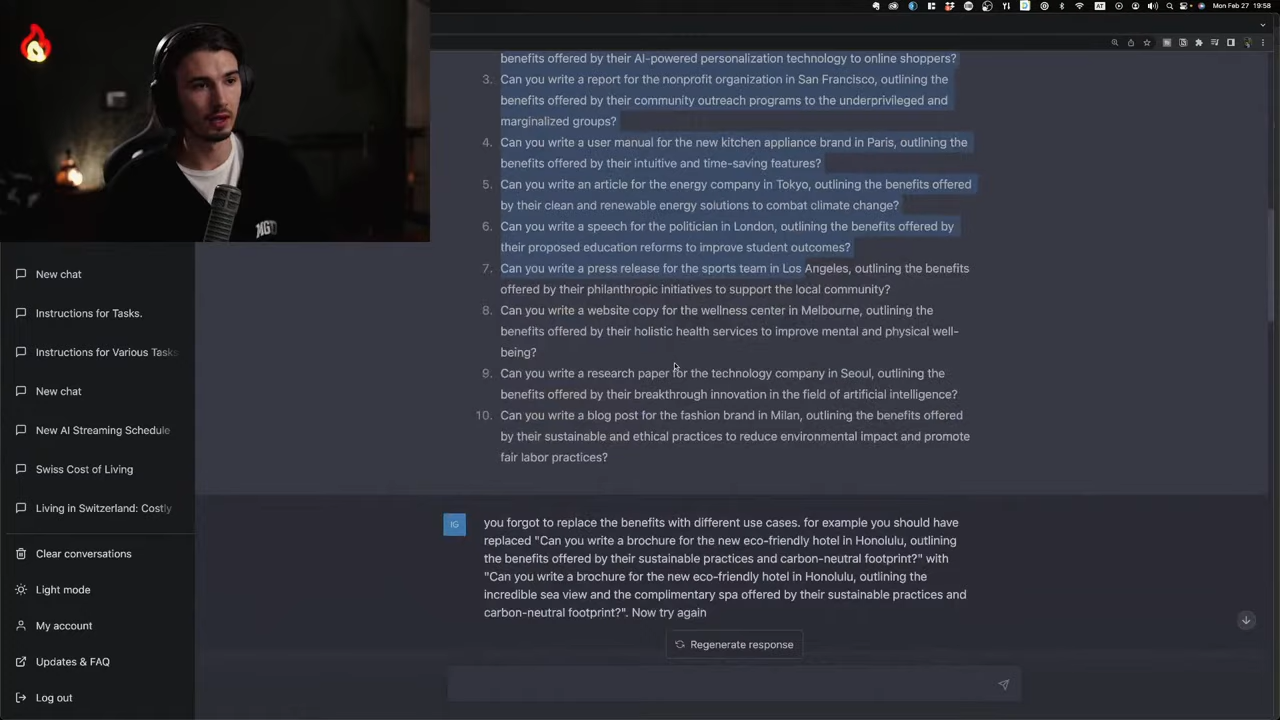 Mon Feb 27 19:58
AT
benefits offered by their AI-powered personalization technology to online shoppers?
3. Can you write a report for the nonprofit organization in San Francisco, outlining the
benefits offered by their community outreach programs to the underprivileged and
marginalized groups?
4. Can you write a user manual for the new kitchen appliance brand in Paris, outlining the
benefits offered by their intuitive and time-saving features?
5. Can you write an article for the energy company in Tokyo, outlining the benefits offered
by their clean and renewable energy solutions to combat climate change?
6. Can you write a speech for the politician in London, outlining the benefits offered by
their proposed education reforms to improve student outcomes?
7. Can you write a press release for the sports team in Los Angeles, outlining the benefits
offered by their philanthropic initiatives to support the local community?
8. Can you write a website copy for the wellness center in Melbourne, outlining the
benefits offered by their holistic health services to improve mental and physical well-
being?
9. Can you write a research paper for the technology company in Seoul, outlining the
benefits offered by their breakthrough innovation in the field of artificial intelligence?
10. Can you write a blog post for the fashion brand in Milan, outlining the benefits offered
by their sustainable and ethical practices to reduce environmental impact and promote
fair labor practices?
IG
you forgot to replace the benefits with different use cases. for example you should have
replaced "Can you write a brochure for the new eco-friendly hotel in Honolulu, outlining
the benefits offered by their sustainable practices and carbon-neutral footprint?" with
"Can you write a brochure for the new eco-friendly hotel in Honolulu, outlining the
incredible sea view and the complimentary spa offered by their sustainable practices and
carbon-neutral footprint?". Now try again
Regenerate response
New chat
Instructions for Tasks.
Instructions for Various Tasks
New chat
New AI Streaming Schedule
Swiss Cost of Living
Living in Switzerland: Costly
Clear conversations
Light mode
My account
Updates & FAQ
Log out